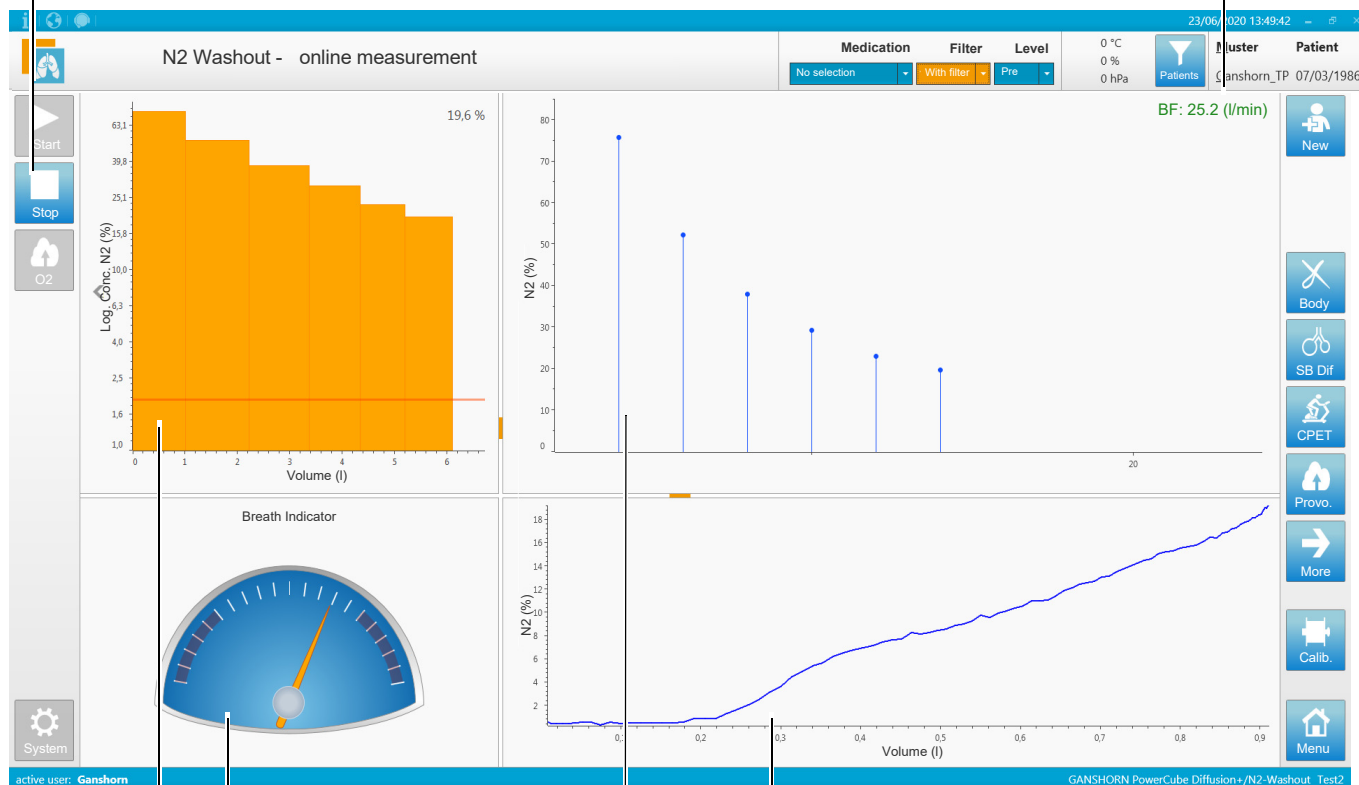 23/06/2020 13:49:42
N2 Washout - online measurement
Medication Filter Level
No selection With filter Pre
0 °C
0 %
0 hPa
Patients
Muster Patient
Ganshorn_TP 07/03/1986
Start
Stop
O2
System
19,6 %
63,1
39,8
25,1
15,8
10,0
6,3
4,0
2,5
1,6
1,0
Log. Conc. N2 (%)
0 1 2 3 4 5 6
Volume (l)
BF: 25.2 (l/min)
80
70
60
50
40
30
20
10
0
N2 (%)
20
Breath Indicator
18
16
14
12
10
8
6
4
2
N2 (%)
0,2 0,3 0,4 0,5 0,6 0,7 0,8 0,9
Volume (l)
New
Body
SB Dif
CPET
Provo.
More
Calib.
Menu
active user: Ganshorn
GANSHORN PowerCube Diffusion+/N2-Washout Test2